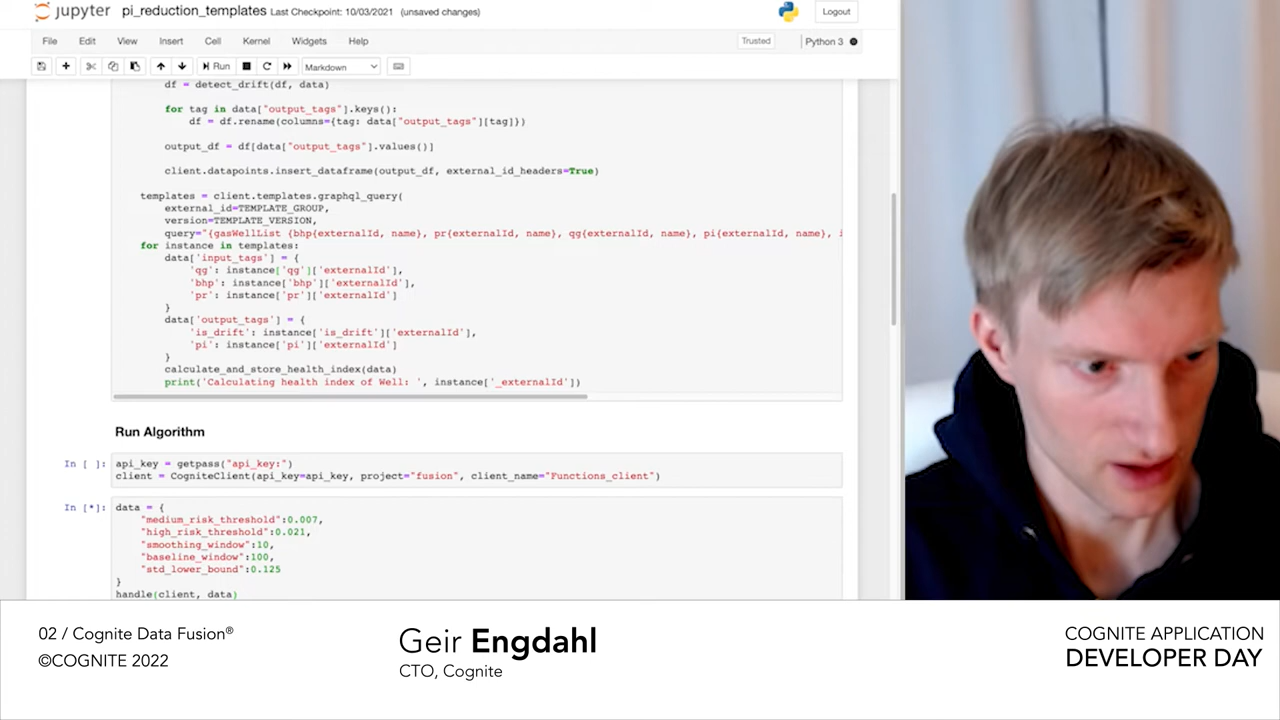 jupyter pi_reduction_templates Last Checkpoint: 10/03/2021 (unsaved changes)
Logout
File Edit View Insert Cell Kernel Widgets Help
Trusted
Python 3
Run
Markdown
df = detect_drift(df, data)
for tag in data["output_tags"].keys():
df = df.rename(columns={tag: data["output_tags"][tag]})
output_df = df[data["output_tags"].values()]
client.datapoints.insert_dataframe(output_df, external_id_headers=True)
templates = client.templates.graphql_query(
external_id=TEMPLATE_GROUP,
version=TEMPLATE_VERSION,
query="{gasWellList {bhp{externalId, name}, pr{externalId, name}, qg{externalId, name}, pi{externalId, name}, i
for instance in templates:
data['input_tags'] = {
'qg': instance['qg']['externalId'],
'bhp': instance['bhp']['externalId'],
'pr': instance['pr']['externalId']
}
data['output_tags'] = {
'is_drift': instance['is_drift']['externalId'],
'pi': instance['pi']['externalId']
}
calculate_and_store_health_index(data)
print('Calculating health index of Well: ', instance['_externalId'])
Run Algorithm
In [ ]: api_key = getpass("api_key:")
client = CogniteClient(api_key=api_key, project="fusion", client_name="Functions_client")
In [*]: data = {
"medium_risk_threshold":0.007,
"high_risk_threshold":0.021,
"smoothing_window":10,
"baseline_window":100,
"std_lower_bound":0.125
}
handle(client, data)
02 / Cognite Data Fusion®
©COGNITE 2022
Geir Engdahl
CTO, Cognite
COGNITE APPLICATION
DEVELOPER DAY